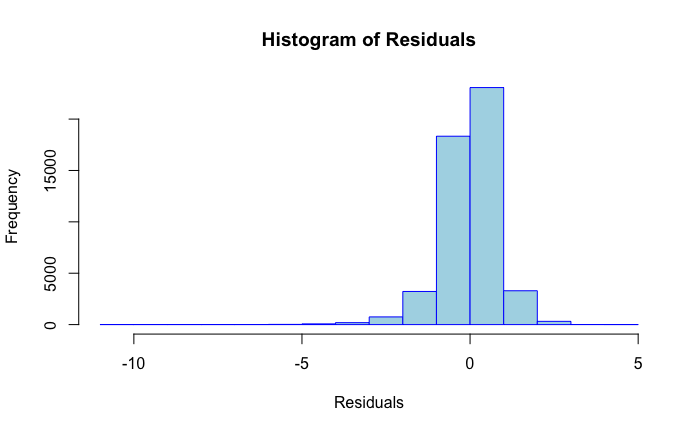 Histogram of Residuals
Frequency
15000
5000
0
-10 -5 0 5
Residuals